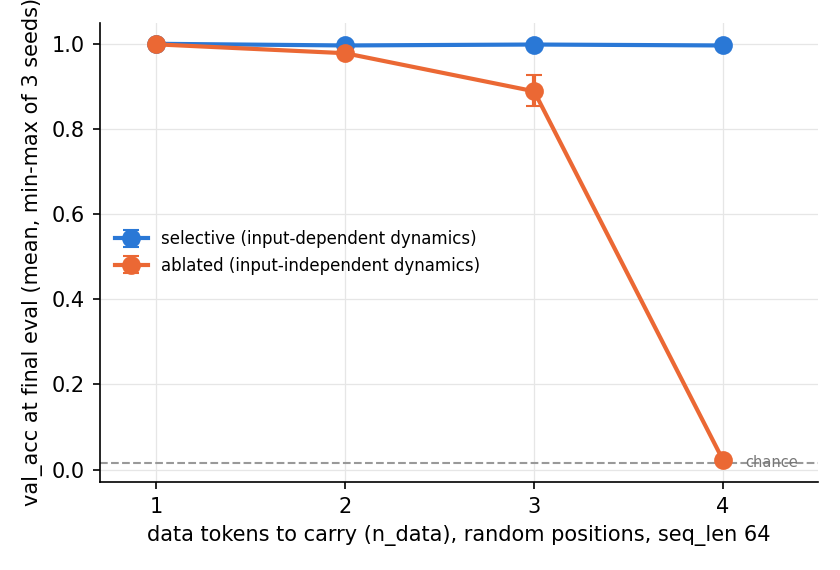 val_acc at final eval (mean, min-max of 3 seeds)
1.0
0.8
0.6
0.4
0.2
0.0
selective (input-dependent dynamics)
ablated (input-independent dynamics)
chance
1 2 3 4
data tokens to carry (n_data), random positions, seq_len 64